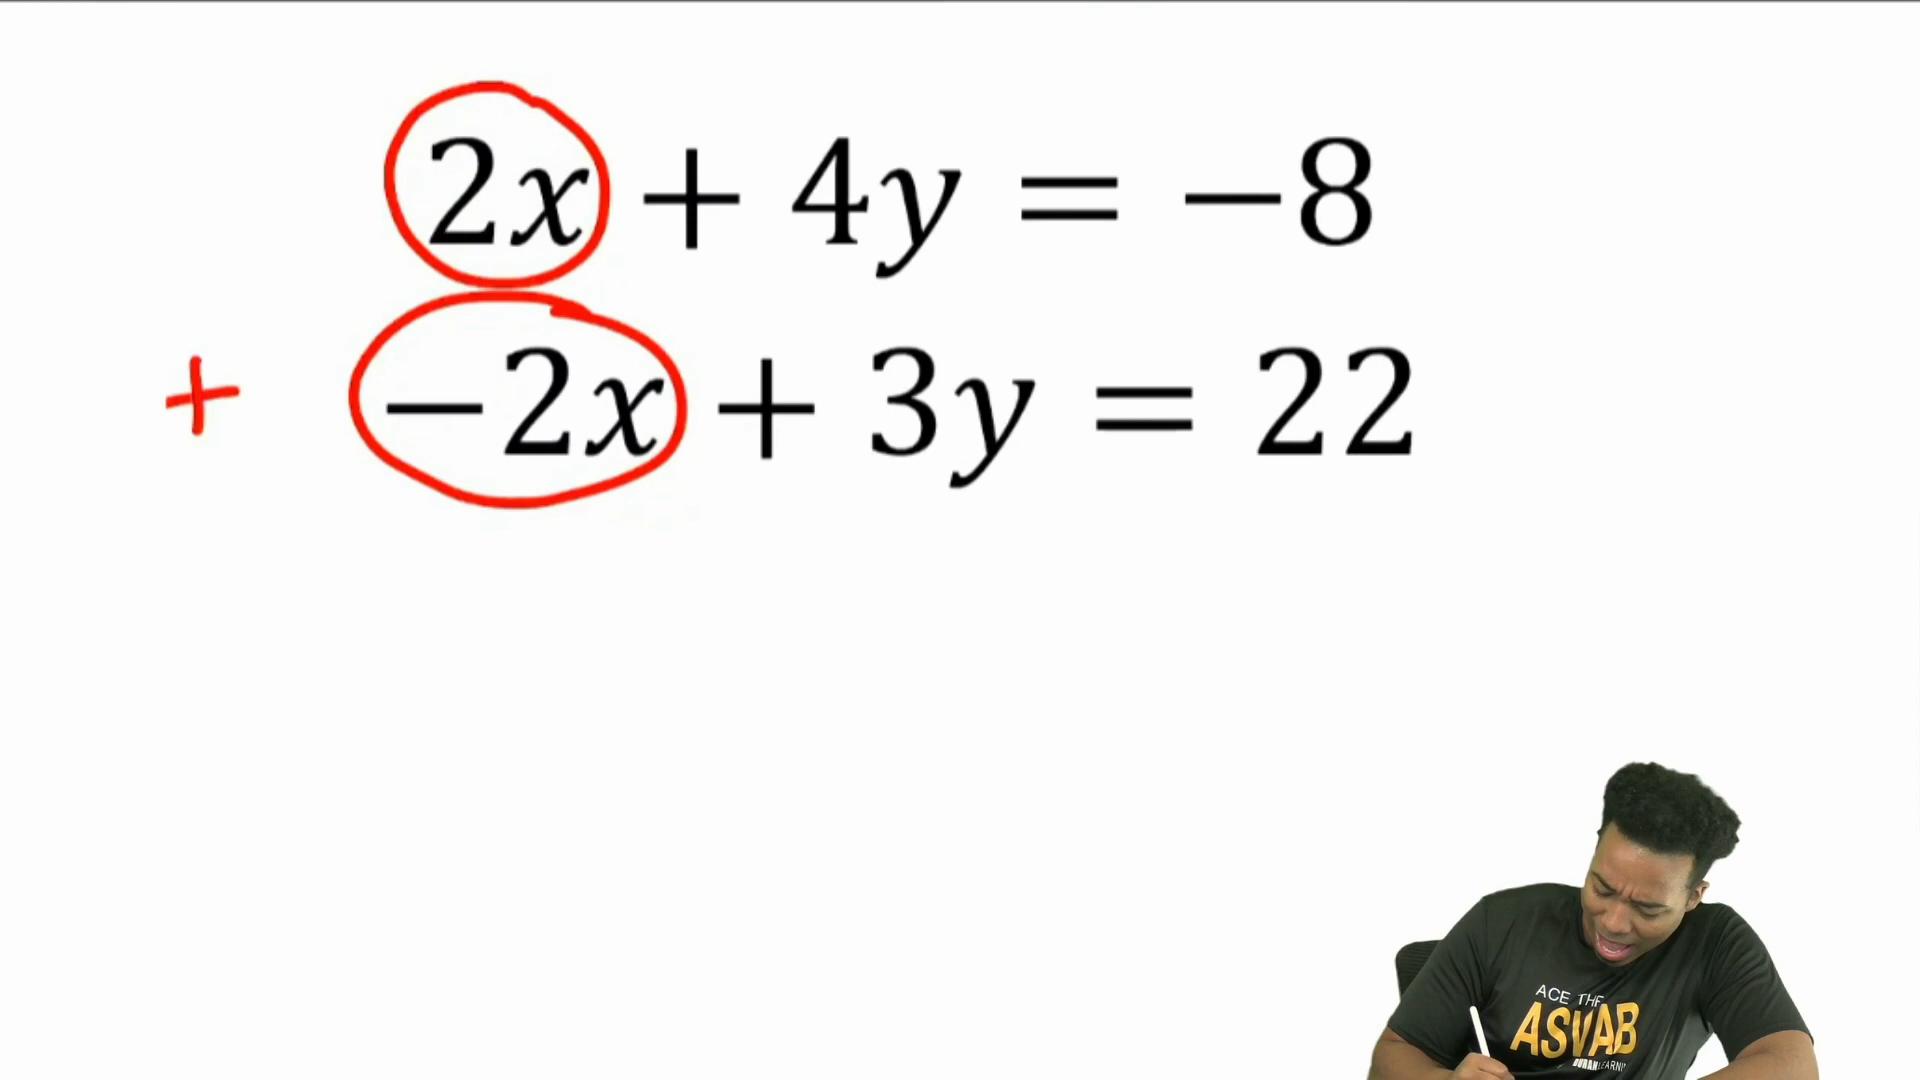 2x + 4y = −8
+ −2x + 3y = 22
ACE THE
ASVAB